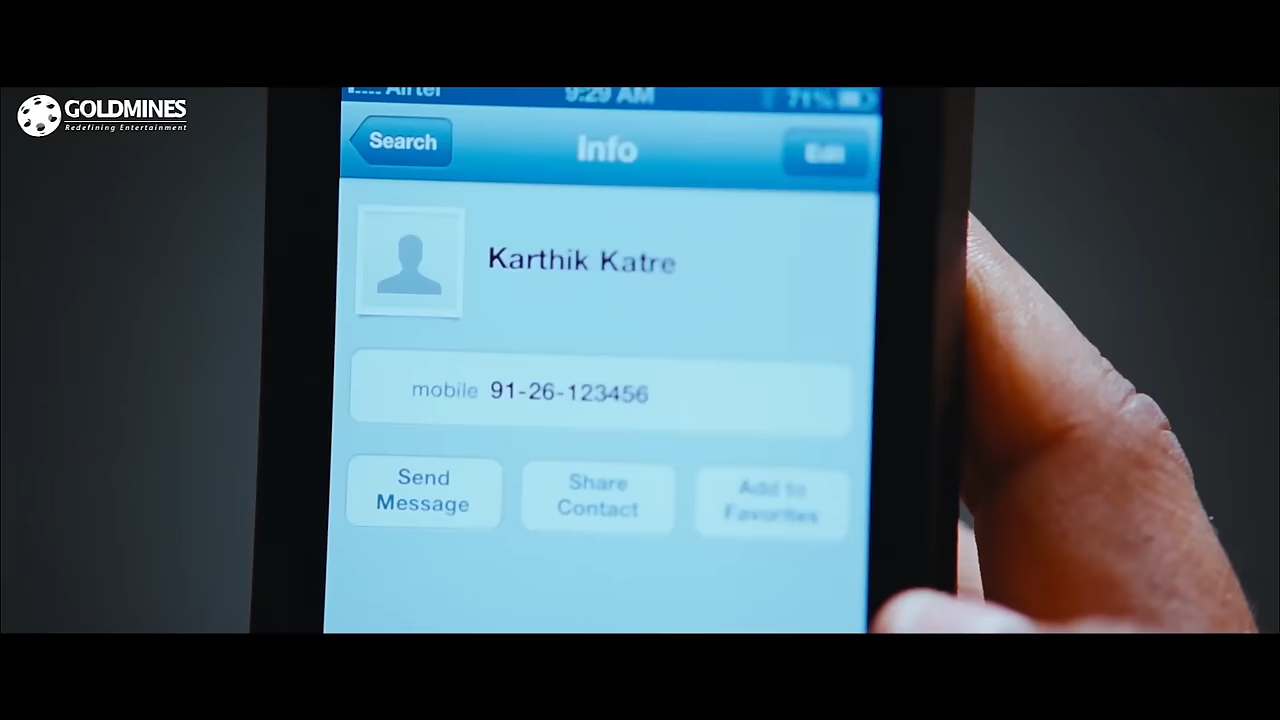 GOLDMINES
Redefining Entertainment
Airtel 9:29 AM 71%
Search Info Edit
Karthik Katre
mobile 91-26-123456
Send Message
Share Contact
Add to Favorites